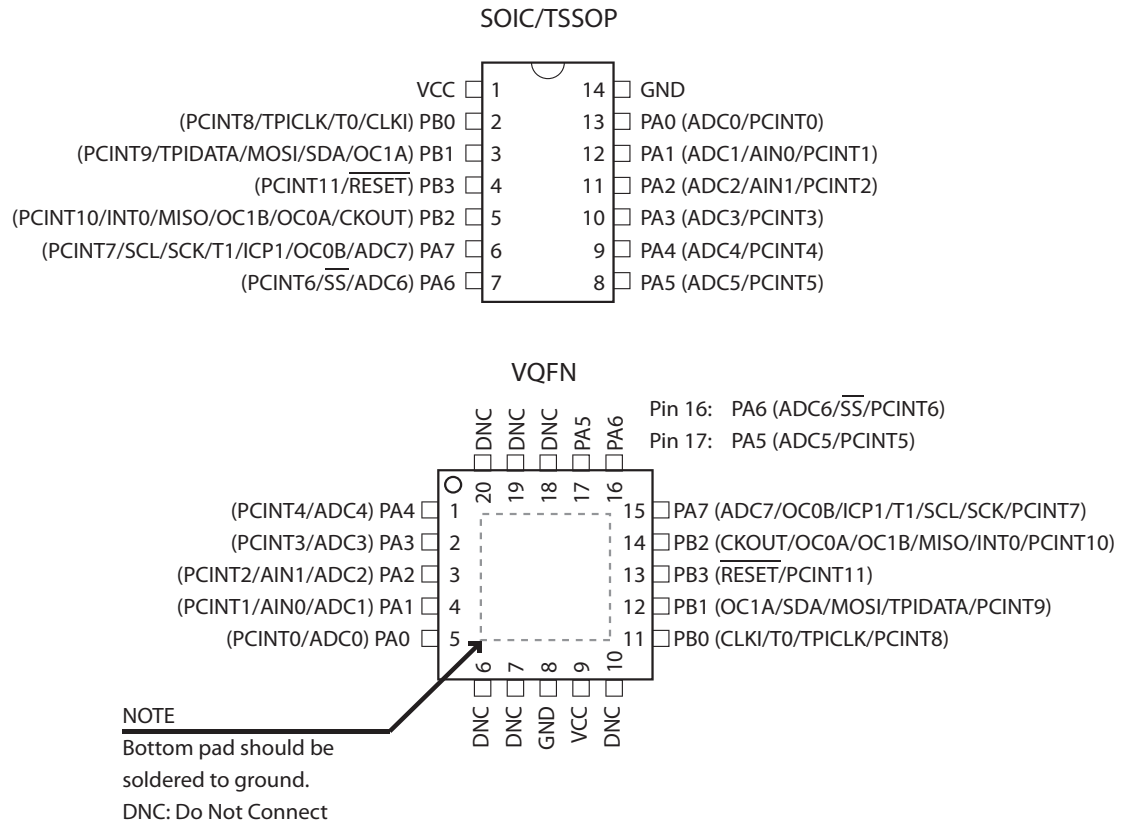 SOIC/TSSOP
VCC 1 14 GND
(PCINT8/TPICLK/T0/CLKI) PB0 2 13 PA0 (ADC0/PCINT0)
(PCINT9/TPIDATA/MOSI/SDA/OC1A) PB1 3 12 PA1 (ADC1/AIN0/PCINT1)
(PCINT11/RESET) PB3 4 11 PA2 (ADC2/AIN1/PCINT2)
(PCINT10/INT0/MISO/OC1B/OC0A/CKOUT) PB2 5 10 PA3 (ADC3/PCINT3)
(PCINT7/SCL/SCK/T1/ICP1/OC0B/ADC7) PA7 6 9 PA4 (ADC4/PCINT4)
(PCINT6/SS/ADC6) PA6 7 8 PA5 (ADC5/PCINT5)
VQFN
Pin 16: PA6 (ADC6/SS/PCINT6)
Pin 17: PA5 (ADC5/PCINT5)
DNC DNC DNC PA5 PA6
20 19 18 17 16
(PCINT4/ADC4) PA4 1 15 PA7 (ADC7/OC0B/ICP1/T1/SCL/SCK/PCINT7)
(PCINT3/ADC3) PA3 2 14 PB2 (CKOUT/OC0A/OC1B/MISO/INT0/PCINT10)
(PCINT2/AIN1/ADC2) PA2 3 13 PB3 (RESET/PCINT11)
(PCINT1/AIN0/ADC1) PA1 4 12 PB1 (OC1A/SDA/MOSI/TPIDATA/PCINT9)
(PCINT0/ADC0) PA0 5 11 PB0 (CLKI/T0/TPICLK/PCINT8)
6 7 8 9 10
DNC DNC GND VCC DNC
NOTE
Bottom pad should be
soldered to ground.
DNC: Do Not Connect